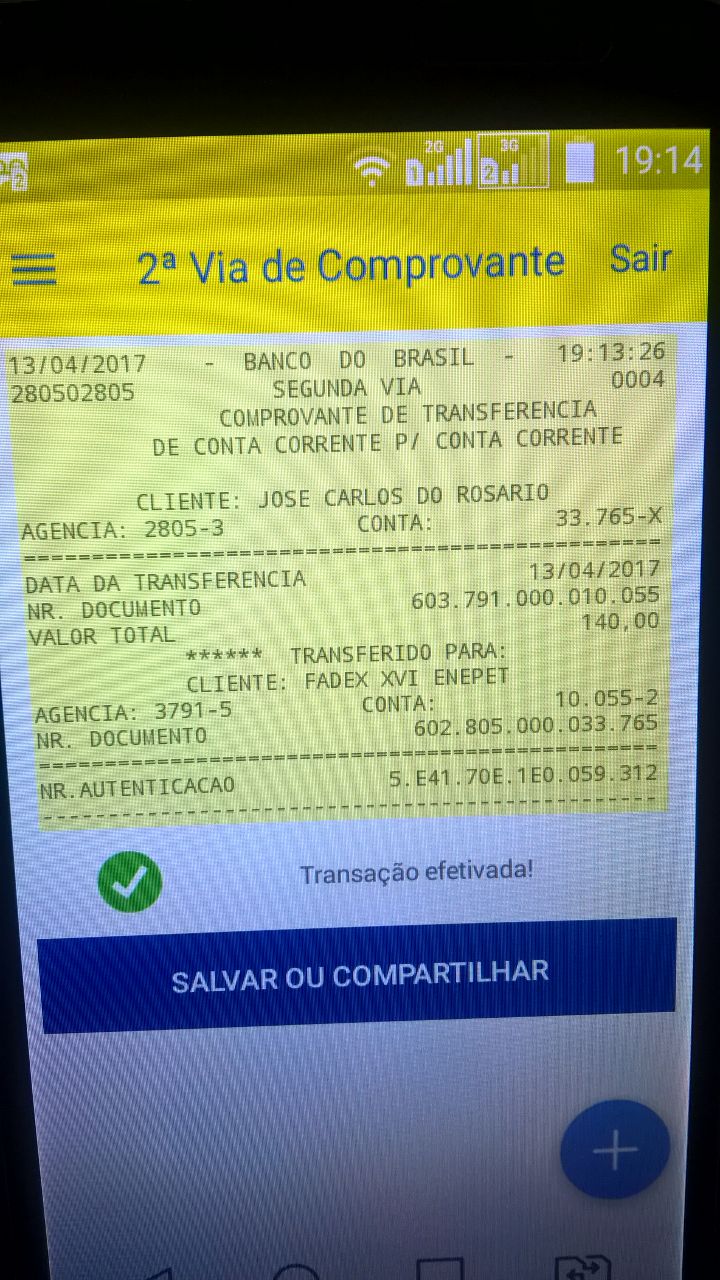 2G 3G 19:14
2ª Via de Comprovante Sair
13/04/2017 - BANCO DO BRASIL - 19:13:26
280502805 SEGUNDA VIA 0004
COMPROVANTE DE TRANSFERENCIA
DE CONTA CORRENTE P/ CONTA CORRENTE
CLIENTE: JOSE CARLOS DO ROSARIO
AGENCIA: 2805-3 CONTA: 33.765-X
================================================
DATA DA TRANSFERENCIA 13/04/2017
NR. DOCUMENTO 603.791.000.010.055
VALOR TOTAL 140,00
****** TRANSFERIDO PARA:
CLIENTE: FADEX XVI ENEPET
AGENCIA: 3791-5 CONTA: 10.055-2
NR. DOCUMENTO 602.805.000.033.765
================================================
NR.AUTENTICACAO 5.E41.70E.1E0.059.312
------------------------------------------------
Transação efetivada!
SALVAR OU COMPARTILHAR